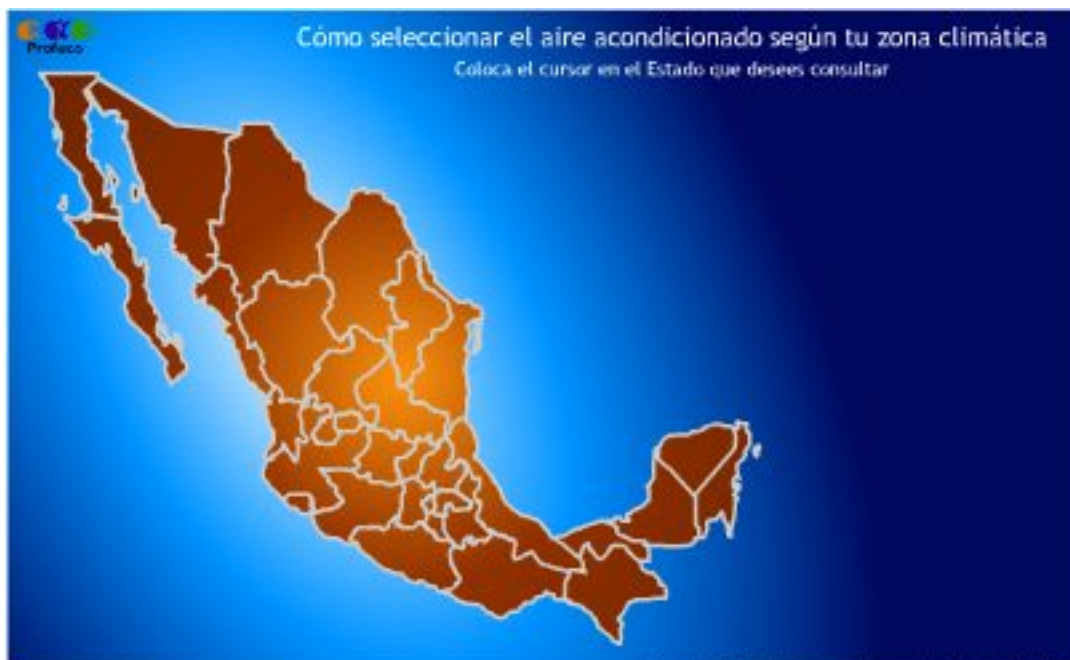 Profeco
Cómo seleccionar el aire acondicionado según tu zona climática
Coloca el cursor en el Estado que desees consultar